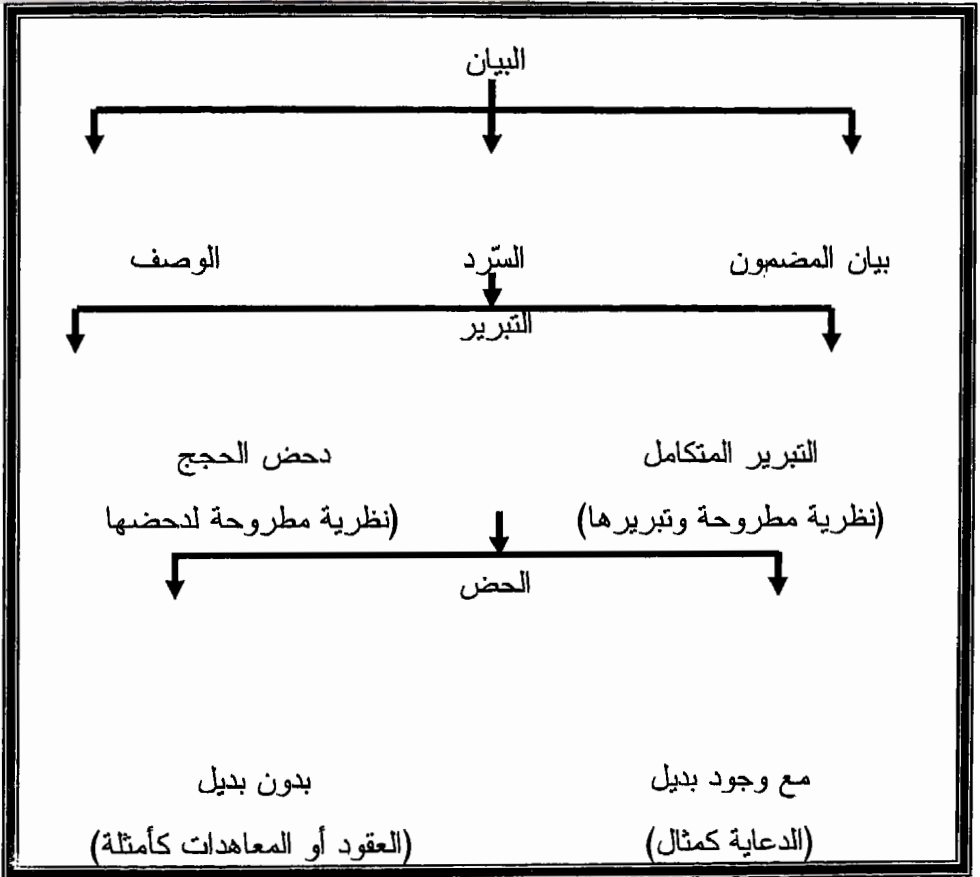 البيان
بيان المضمون السّرد الوصف
التبرير
التبرير المتكامل دحض الحجج
(نظرية مطروحة وتبريرها) (نظرية مطروحة لدحضها
الحض
مع وجود بديل بدون بديل
(الدعاية كمثال) (العقود أو المعاهدات كأمثلة)